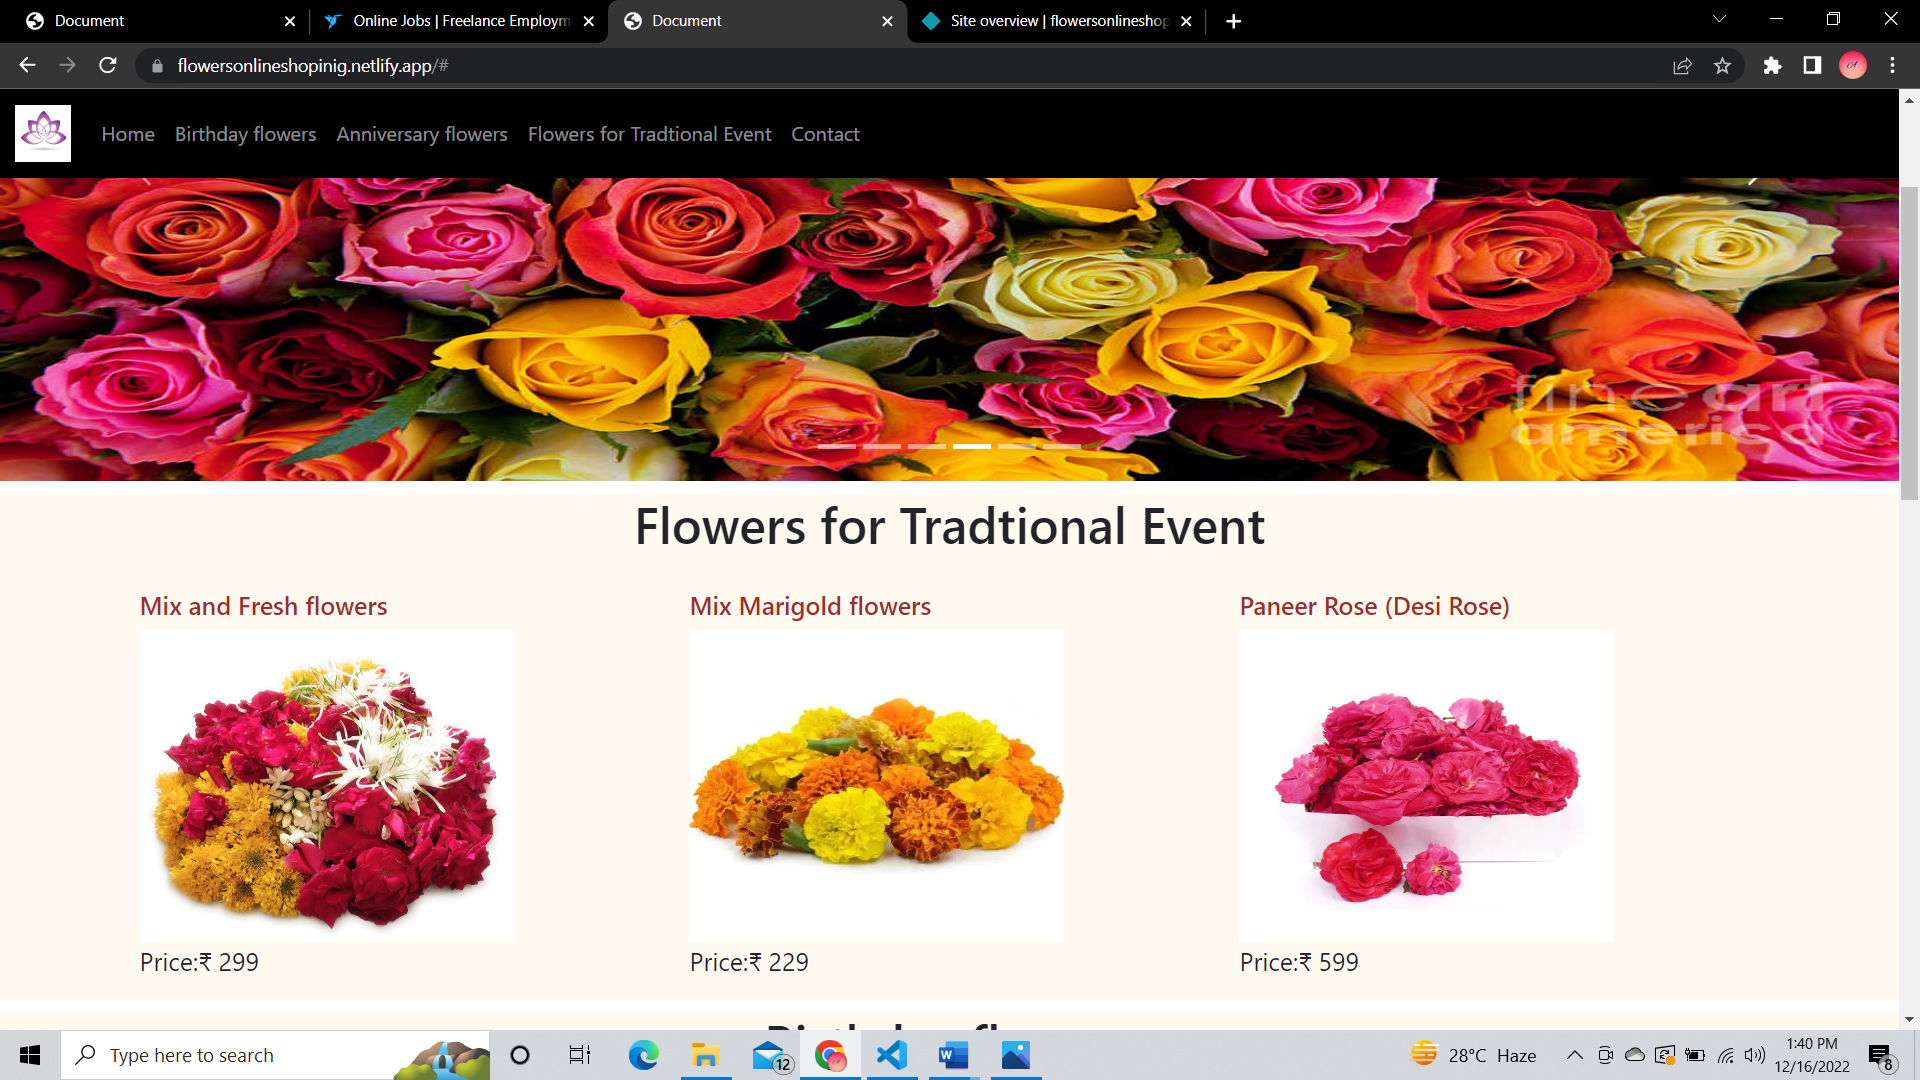 Document
Online Jobs | Freelance Employm
Document
Site overview | flowersonlineshop
flowersonlineshopinig.netlify.app/#
Home Birthday flowers Anniversary flowers Flowers for Tradtional Event Contact
fine art
america
Flowers for Tradtional Event
Mix and Fresh flowers Mix Marigold flowers Paneer Rose (Desi Rose)
Price:₹ 299 Price:₹ 229 Price:₹ 599
Type here to search
12
28°C Haze
1:40 PM
12/16/2022
8